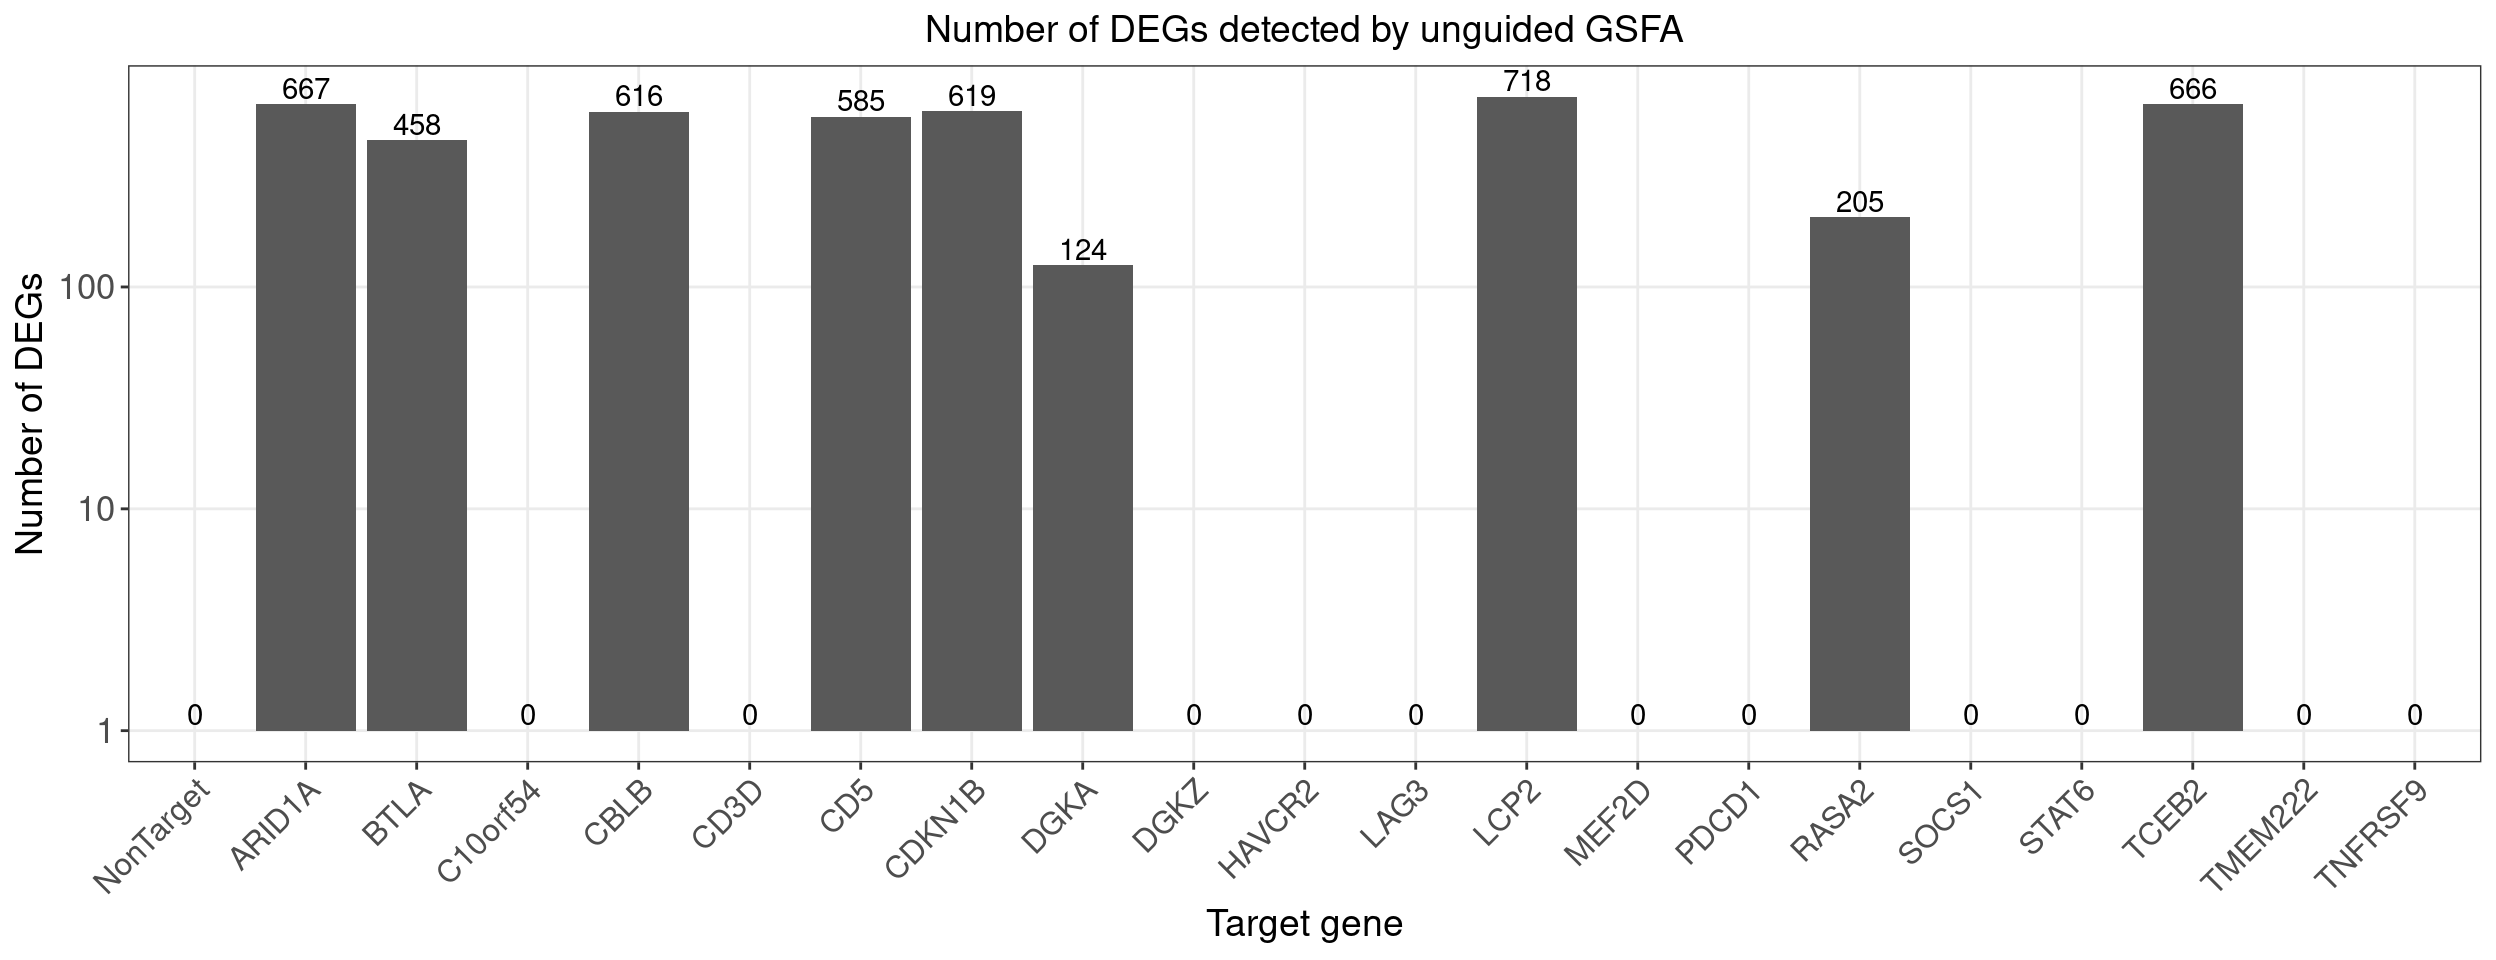 Number of DEGs detected by unguided GSFA
Number of DEGs
100
10
1
0
667
458
0
616
0
585
619
124
0
0
0
718
0
0
205
0
0
666
0
0
NonTarget
ARID1A
BTLA
C10orf54
CBLB
CD3D
CD5
CDKN1B
DGKA
DGKZ
HAVCR2
LAG3
LCP2
MEF2D
PDCD1
RASA2
SOCS1
STAT6
TCEB2
TMEM222
TNFRSF9
Target gene